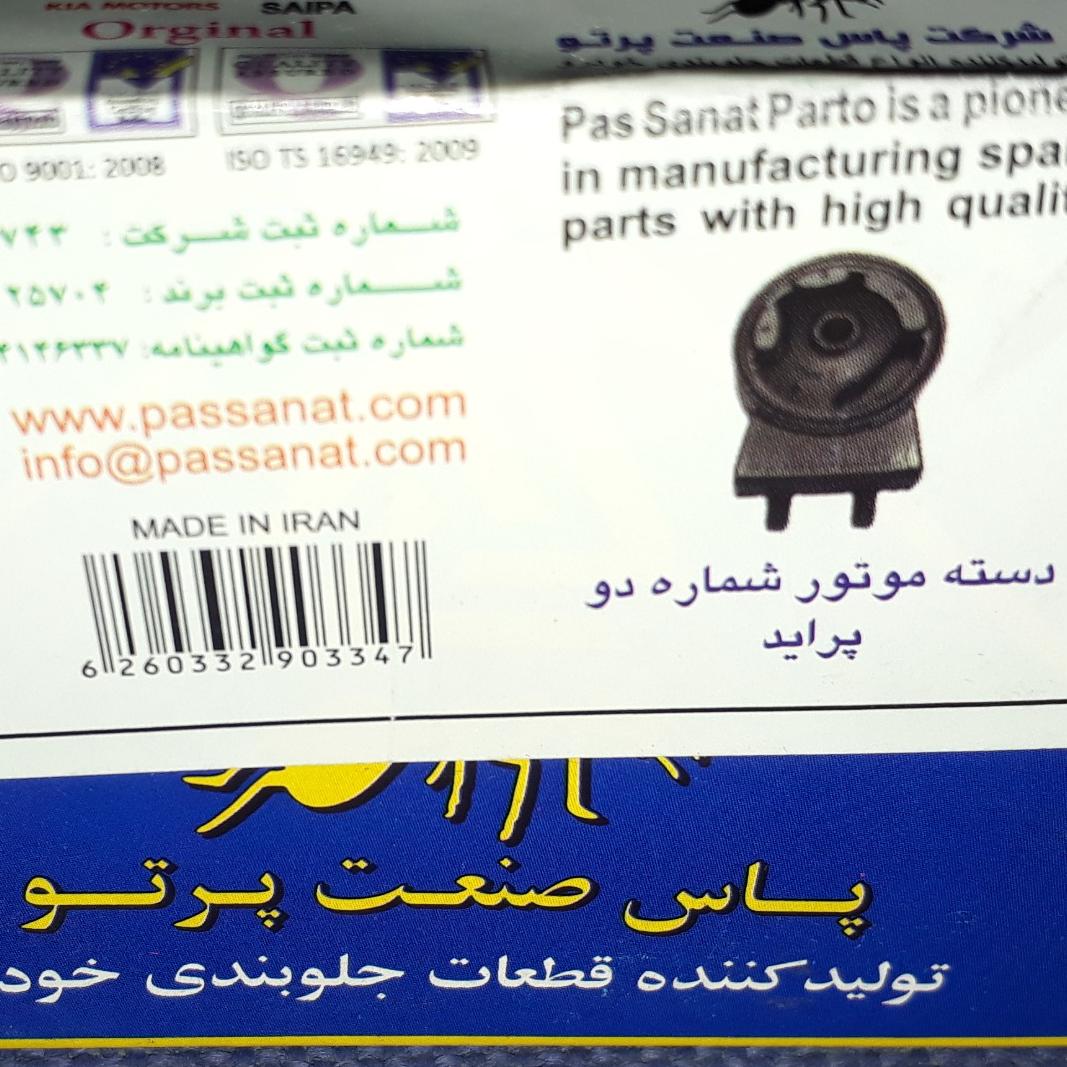 KIA MOTORS SAIPA
Orginal
O 9001: 2008
ISO TS 16949: 2009
شماره ثبت شرکت: ۷۴۳
شماره ثبت برند: ۲۵۷۰۴
شماره ثبت گواهینامه: ۴۱۴۶۳۳۷
www.passanat.com
info@passanat.com
MADE IN IRAN
6 260332 903347
شرکت پاس صنعت پرتو
Pas Sanat Parto is a pione
in manufacturing spa
parts with high qualit
دسته موتور شماره دو
پراید
پاس صنعت پرتو
تولیدکننده قطعات جلوبندی خود